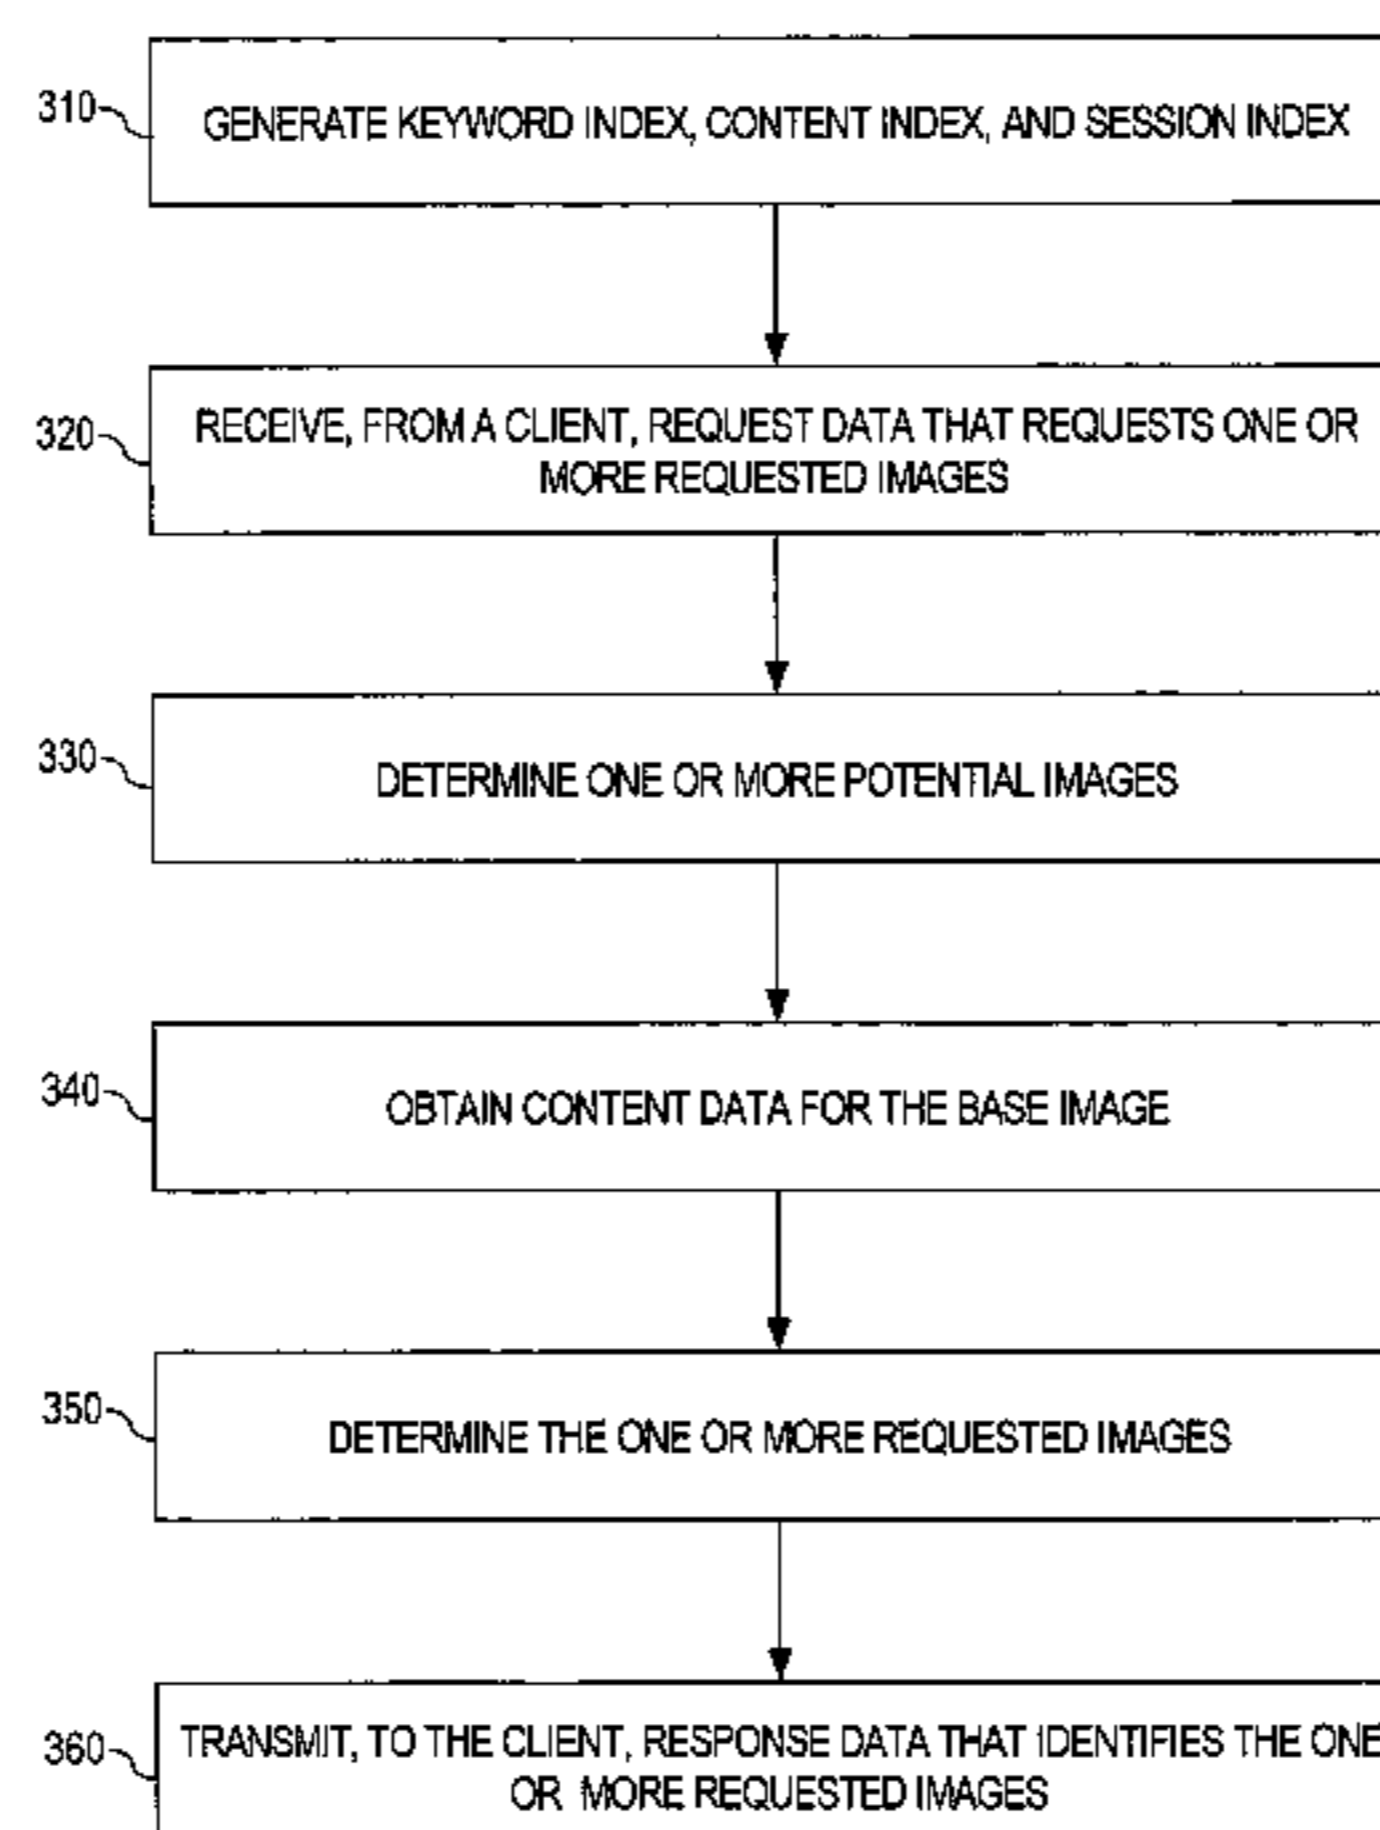 310
GENERATE KEYWORD INDEX, CONTENT INDEX, AND SESSION INDEX
320
RECEIVE, FROM A CLIENT, REQUEST DATA THAT REQUESTS ONE OR
MORE REQUESTED IMAGES
330
DETERMINE ONE OR MORE POTENTIAL IMAGES
340
OBTAIN CONTENT DATA FOR THE BASE IMAGE
350
DETERMINE THE ONE OR MORE REQUESTED IMAGES
360
TRANSMIT, TO THE CLIENT, RESPONSE DATA THAT IDENTIFIES THE ONE
OR MORE REQUESTED IMAGES